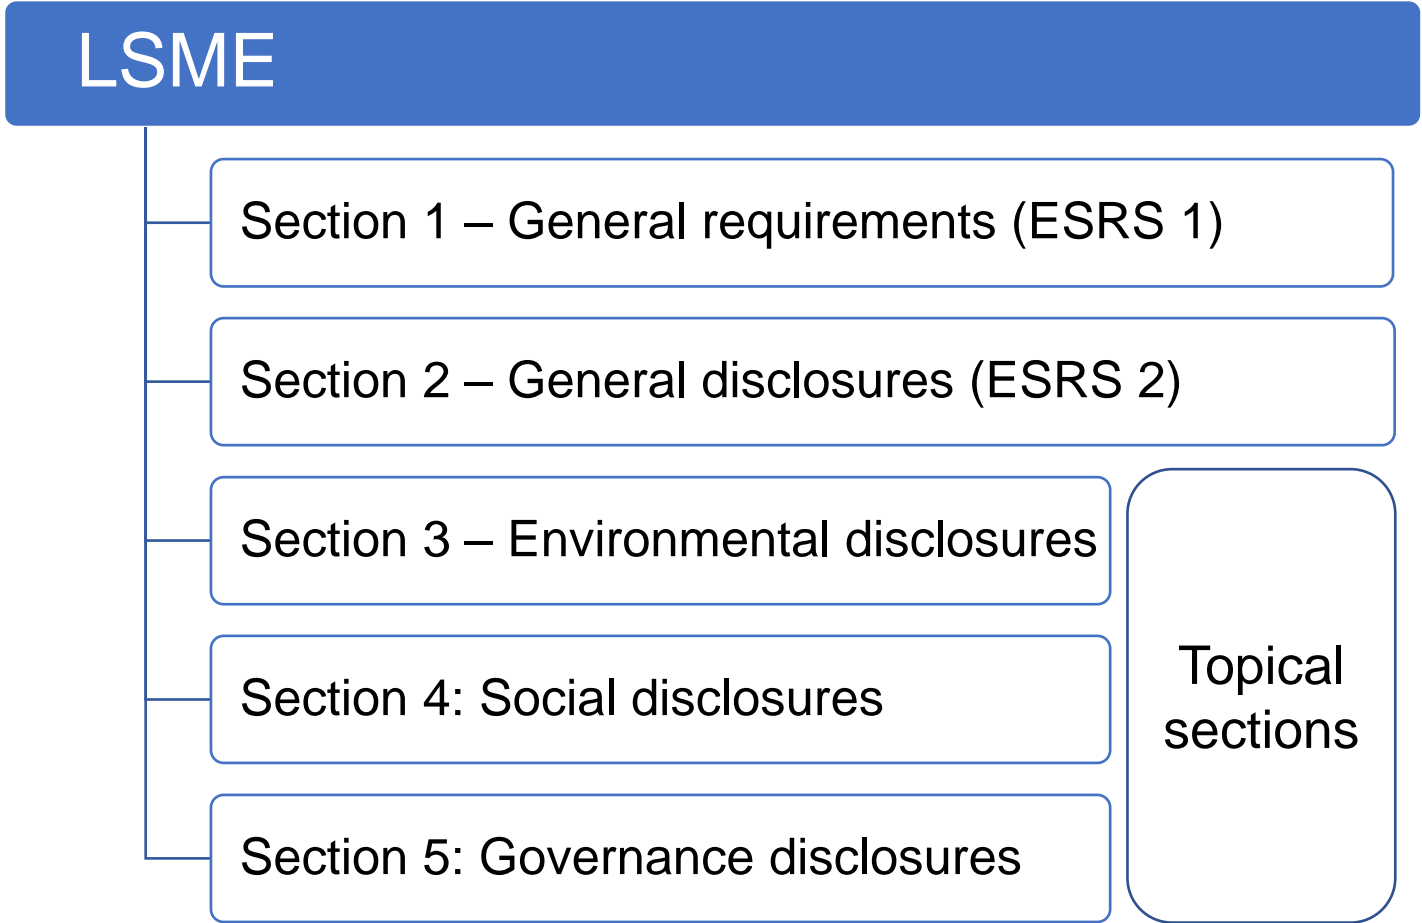 LSME
Section 1 – General requirements (ESRS 1)
Section 2 – General disclosures (ESRS 2)
Section 3 – Environmental disclosures
Section 4: Social disclosures
Section 5: Governance disclosures
Topical
sections